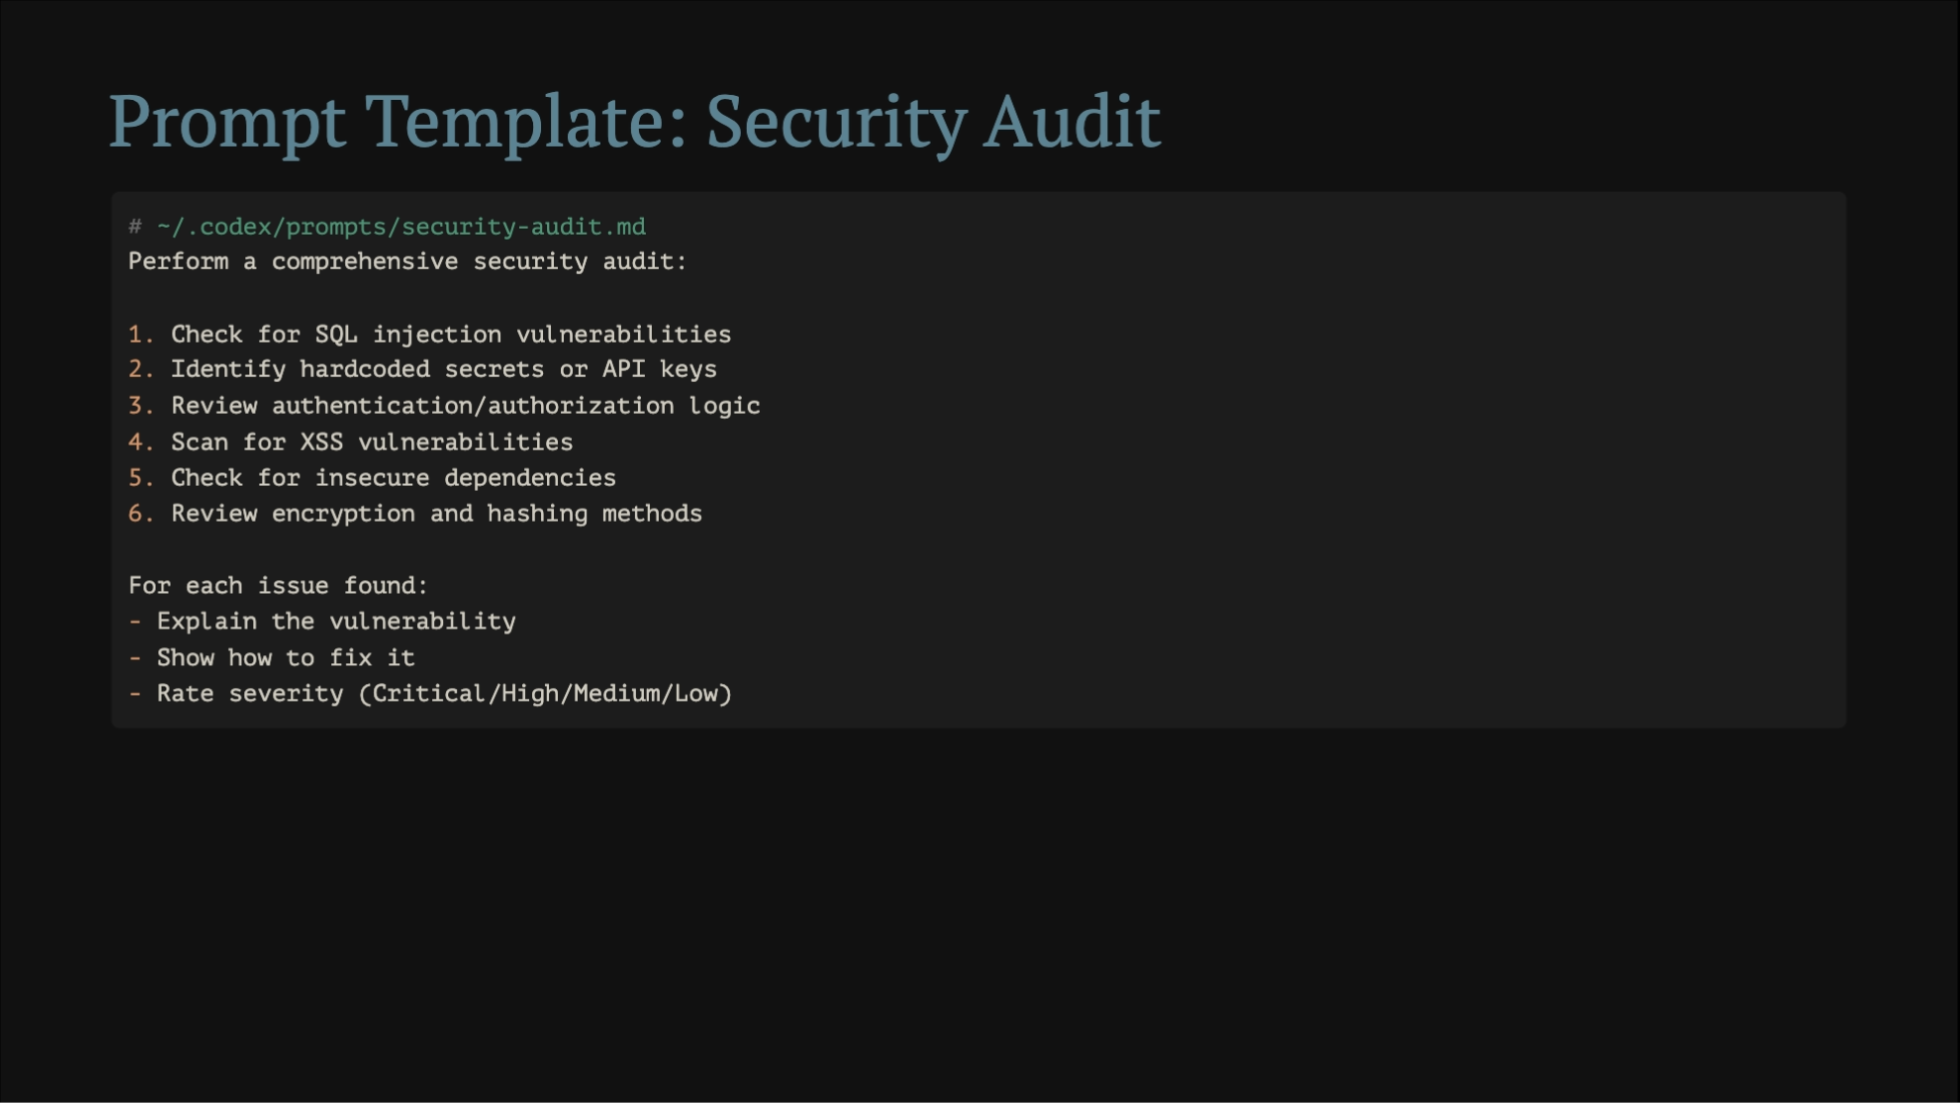 Prompt Template: Security Audit
# ~/.codex/prompts/security-audit.md
Perform a comprehensive security audit:
1. Check for SQL injection vulnerabilities
2. Identify hardcoded secrets or API keys
3. Review authentication/authorization logic
4. Scan for XSS vulnerabilities
5. Check for insecure dependencies
6. Review encryption and hashing methods
For each issue found:
- Explain the vulnerability
- Show how to fix it
- Rate severity (Critical/High/Medium/Low)